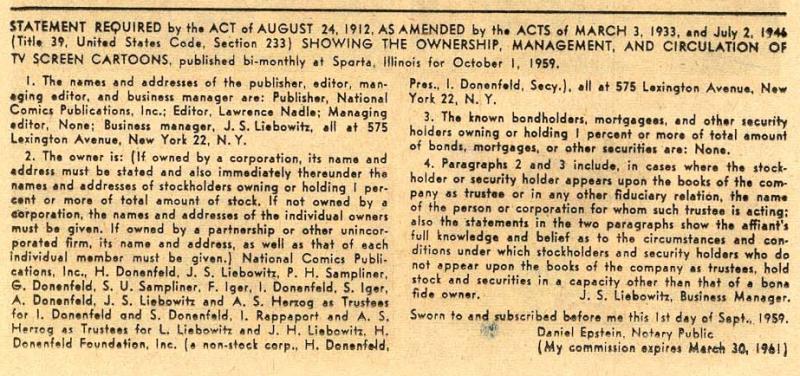 STATEMENT REQUIRED by the ACT of AUGUST 24, 1912, AS AMENDED by the ACTS of MARCH 3, 1933, and July 2, 1946
(Title 39, United States Code, Section 233) SHOWING THE OWNERSHIP, MANAGEMENT, AND CIRCULATION OF
TV SCREEN CARTOONS, published bi-monthly at Sparta, Illinois for October 1, 1959.
1. The names and addresses of the publisher, editor, man-
aging editor, and business manager are: Publisher, National
Comics Publications, Inc.; Editor, Lawrence Nadle; Managing
editor, None; Business manager, J. S. Liebowitz, all at 575
Lexington Avenue, New York 22, N. Y.
2. The owner is: (If owned by a corporation, its name and
address must be stated and also immediately thereunder the
names and addresses of stockholders owning or holding 1 per-
cent or more of total amount of stock. If not owned by a
corporation, the names and addresses of the individual owners
must be given. If owned by a partnership or other unincor-
porated firm, its name and address, as well as that of each
individual member must be given.) National Comics Publi-
cations, Inc., H. Donenfeld, J. S. Liebowitz, P. H. Sampliner,
G. Donenfeld, S. U. Sampliner, F. Iger, I. Donenfeld, S. Iger,
A. Donenfeld, J. S. Liebowitz and A. S. Herzog as Trustees
for I. Donenfeld and S. Donenfeld, I. Rappaport and A. S.
Herzog as Trustees for L. Liebowitz and J. H. Liebowitz, H.
Donenfeld Foundation, Inc. (a non-stock corp., H. Donenfeld,
Pres., I. Donenfeld, Secy.), all at 575 Lexington Avenue, New
York 22, N. Y.
3. The known bondholders, mortgagees, and other security
holders owning or holding 1 percent or more of total amount
of bonds, mortgages, or other securities are: None.
4. Paragraphs 2 and 3 include, in cases where the stock-
holder or security holder appears upon the books of the com-
pany as trustee or in any other fiduciary relation, the name
of the person or corporation for whom such trustee is acting;
also the statements in the two paragraphs show the affiant's
full knowledge and belief as to the circumstances and con-
ditions under which stockholders and security holders who do
not appear upon the books of the company as trustees, hold
stock and securities in a capacity other than that of a bona
fide owner. J. S. Liebowitz, Business Manager.
Sworn to and subscribed before me this 1st day of Sept., 1959.
Daniel Epstein, Notary Public
(My commission expires March 30, 1961)